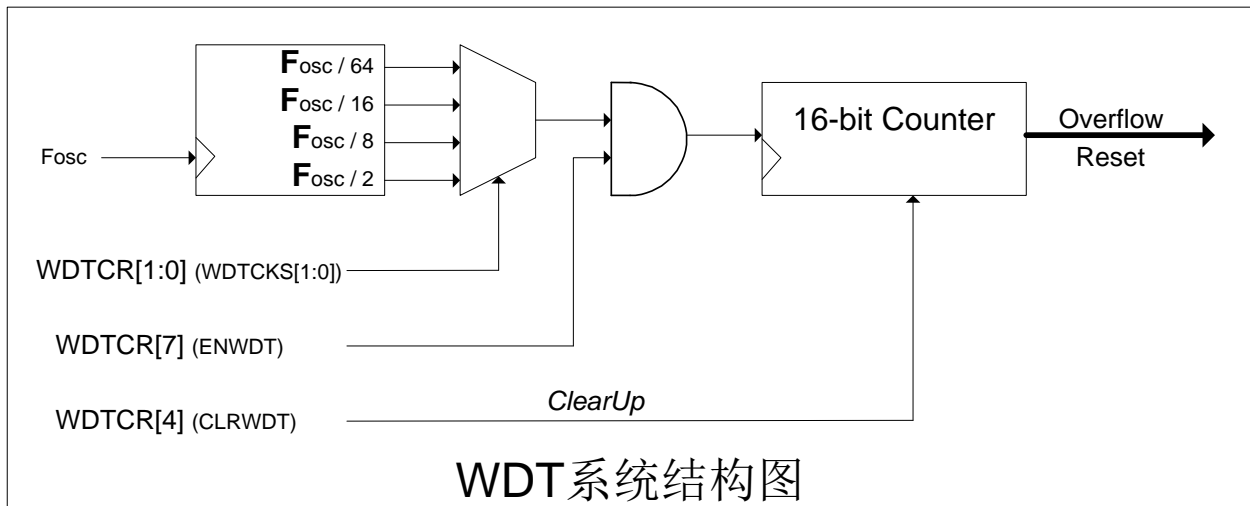 Fosc / 64
Fosc / 16
Fosc / 8
Fosc / 2
Fosc
16-bit Counter
Overflow
Reset
WDTCR[1:0] (WDTCKS[1:0])
WDTCR[7] (ENWDT)
WDTCR[4] (CLRWDT)
ClearUp
WDT系统结构图